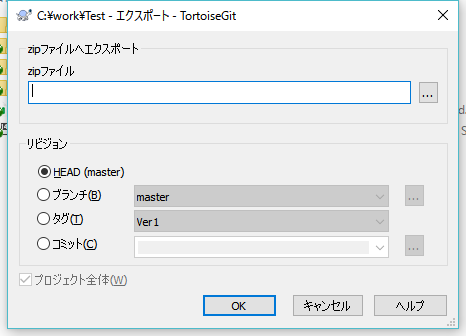 C:¥work¥Test - エクスポート - TortoiseGit
zipファイルへエクスポート
zipファイル
...
リビジョン
HEAD (master)
ブランチ(B) master ...
タグ(T) Ver1
コミット(C) ...
プロジェクト全体(W)
OK キャンセル ヘルプ